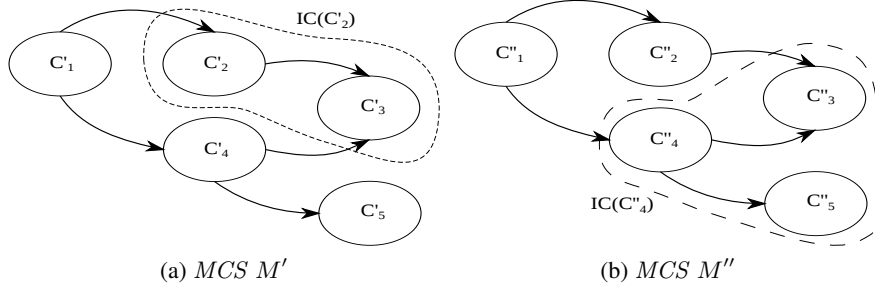 IC(C'₂)
C'₁
C'₂
C'₃
C'₄
C'₅
(a) MCS M′
C''₁
C''₂
C''₃
C''₄
IC(C''₄)
C''₅
(b) MCS M′′